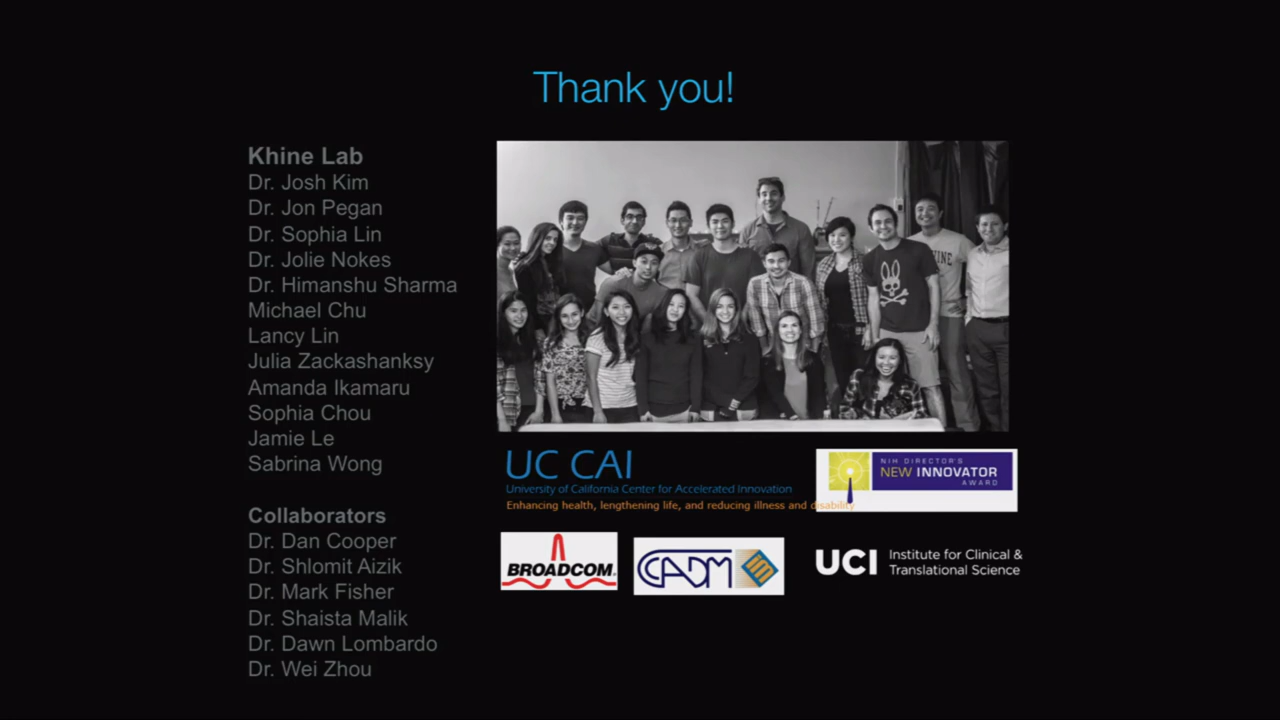 Thank you!
Khine Lab
Dr. Josh Kim
Dr. Jon Pegan
Dr. Sophia Lin
Dr. Jolie Nokes
Dr. Himanshu Sharma
Michael Chu
Lancy Lin
Julia Zackashanksy
Amanda Ikamaru
Sophia Chou
Jamie Le
Sabrina Wong
Collaborators
Dr. Dan Cooper
Dr. Shlomit Aizik
Dr. Mark Fisher
Dr. Shaista Malik
Dr. Dawn Lombardo
Dr. Wei Zhou
UC CAI
University of California Center for Accelerated Innovation
Enhancing health, lengthening life, and reducing illness and disability
NIH DIRECTOR'S
NEW INNOVATOR
AWARD
BROADCOM®
CADM
im
UCI Institute for Clinical &
Translational Science